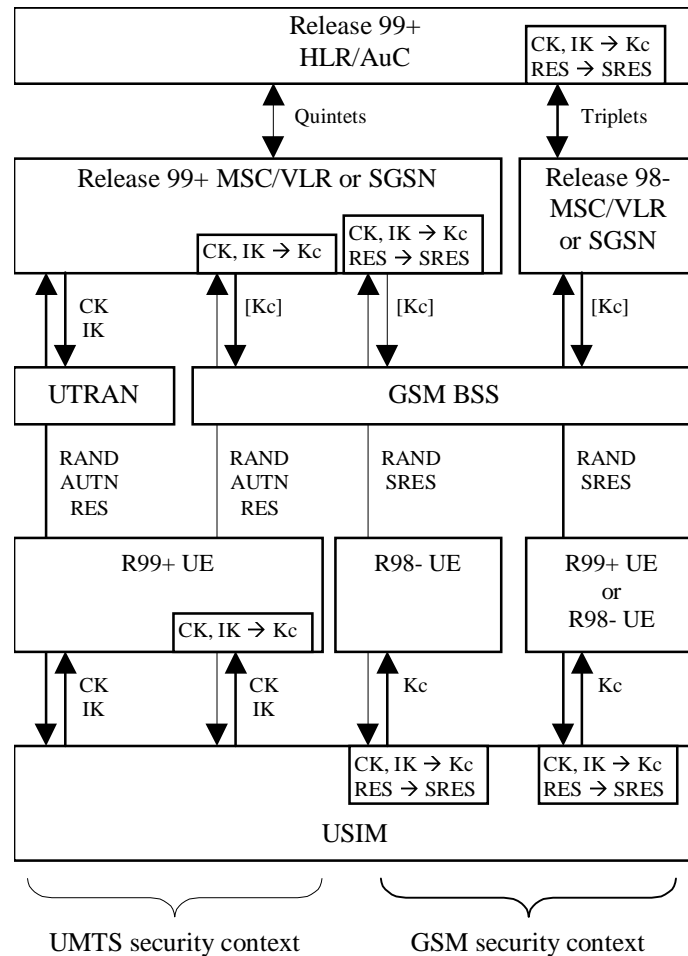 Release 99+
HLR/AuC
CK, IK → Kc
RES → SRES
Quintets
Triplets
Release 99+ MSC/VLR or SGSN
CK, IK → Kc
CK, IK → Kc
RES → SRES
Release 98-
MSC/VLR
or SGSN
CK
IK
[Kc]
[Kc]
[Kc]
UTRAN
GSM BSS
RAND
AUTN
RES
RAND
AUTN
RES
RAND
SRES
RAND
SRES
R99+ UE
CK, IK → Kc
R98- UE
R99+ UE
or
R98- UE
CK
IK
CK
IK
Kc
Kc
CK, IK → Kc
RES → SRES
CK, IK → Kc
RES → SRES
USIM
UMTS security context
GSM security context